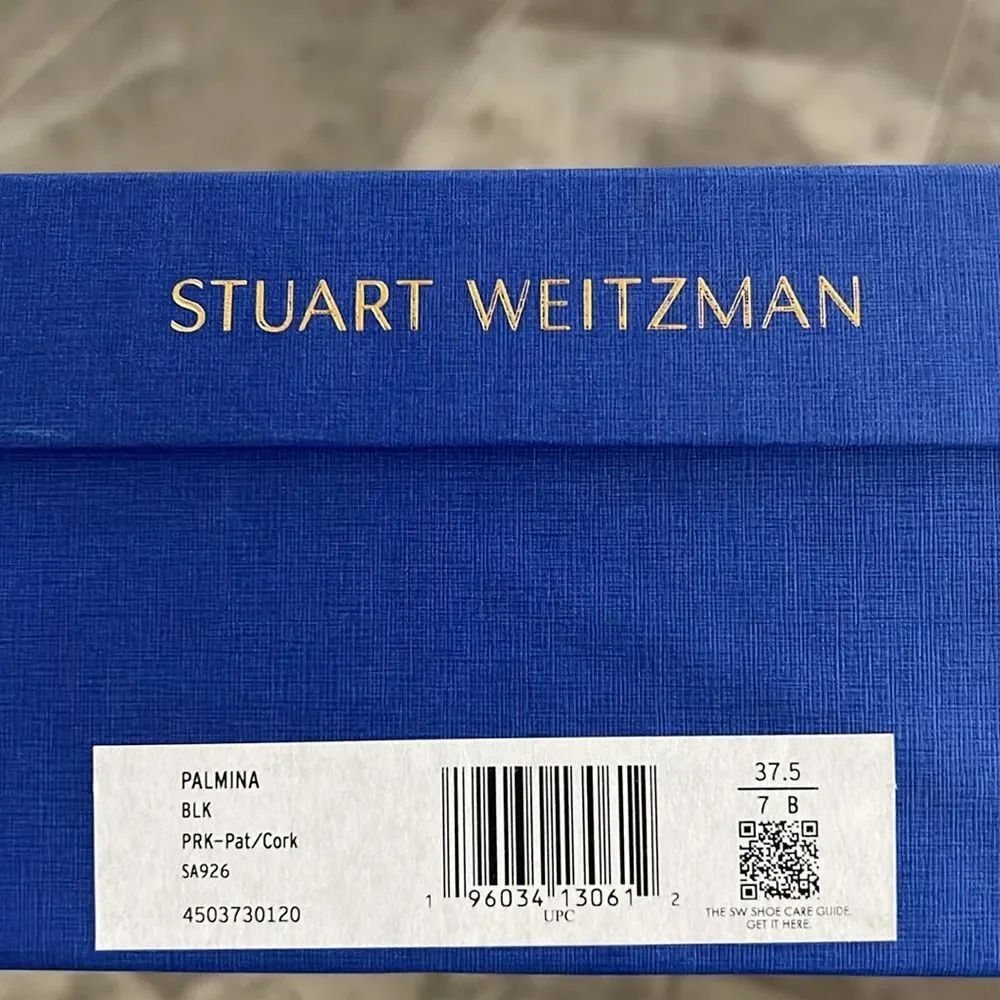 STUART WEITZMAN
PALMINA
BLK
PRK-Pat/Cork
SA926
4503730120
1 96034 13061 2
UPC
37.5
7 B
THE SW SHOE CARE GUIDE.
GET IT HERE.